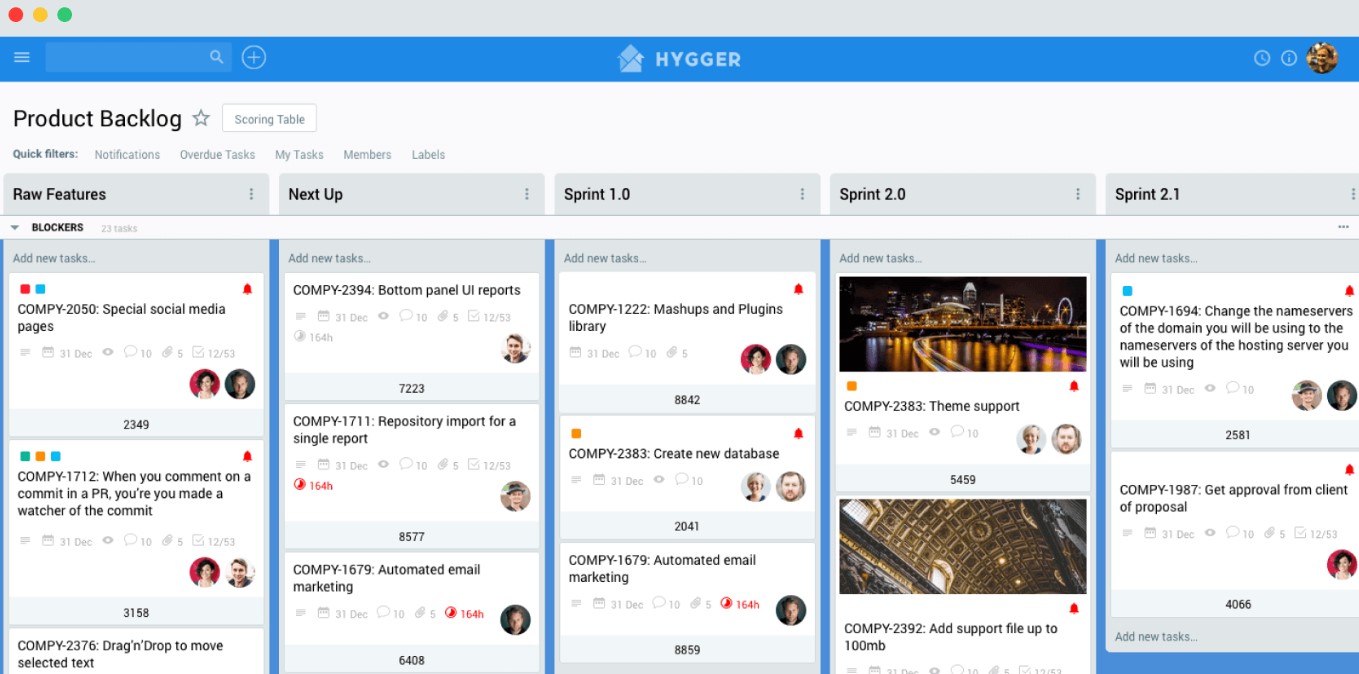 HYGGER
Product Backlog
Scoring Table
Quick filters: Notifications Overdue Tasks My Tasks Members Labels
Raw Features Next Up Sprint 1.0 Sprint 2.0 Sprint 2.1
BLOCKERS 23 tasks
Add new tasks...
COMPY-2050: Special social media
pages
31 Dec 10 5 12/53
2349
COMPY-1712: When you comment on a
commit in a PR, you're you made a
watcher of the commit
31 Dec 10 5 12/53
3158
COMPY-2376: Drag'n'Drop to move
selected text
Add new tasks...
COMPY-2394: Bottom panel UI reports
31 Dec 10 5 12/53
164h
7223
COMPY-1711: Repository import for a
single report
31 Dec 10 5 12/53
164h
8577
COMPY-1679: Automated email
marketing
31 Dec 10 5 164h
6408
Add new tasks...
COMPY-1222: Mashups and Plugins
library
31 Dec 10 5
8842
COMPY-2383: Create new database
31 Dec 10
2041
COMPY-1679: Automated email
marketing
31 Dec 10 5 164h
8859
Add new tasks...
COMPY-2383: Theme support
31 Dec 10
5459
COMPY-2392: Add support file up to
100mb
31 Dec 10 5 12/53
Add new tasks...
COMPY-1694: Change the nameservers
of the domain you will be using to the
nameservers of the hosting server you
will be using
31 Dec 10
2581
COMPY-1987: Get approval from client
of proposal
31 Dec 10 5 12/53
4066
Add new tasks...